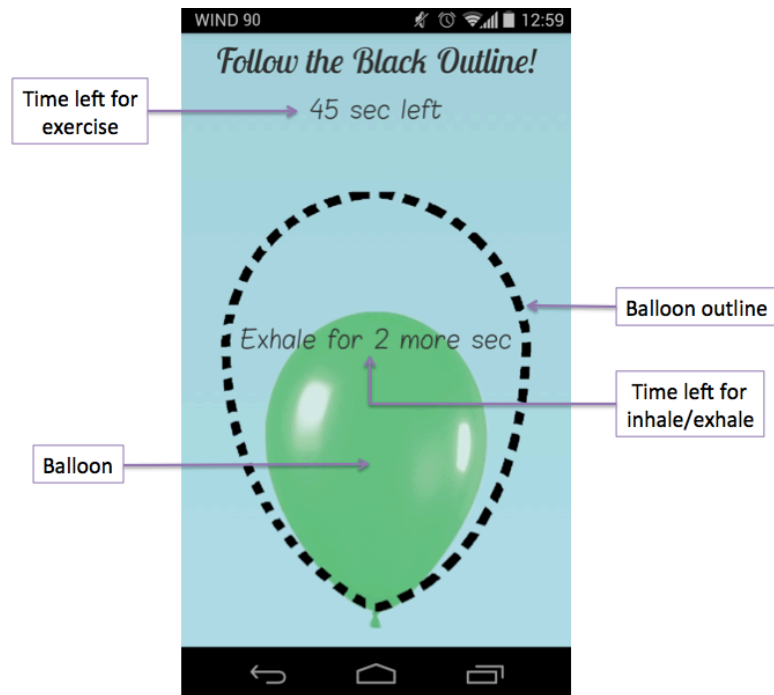 WIND 90 12:59
Follow the Black Outline!
Time left for
exercise
45 sec left
Balloon outline
Exhale for 2 more sec
Time left for
inhale/exhale
Balloon